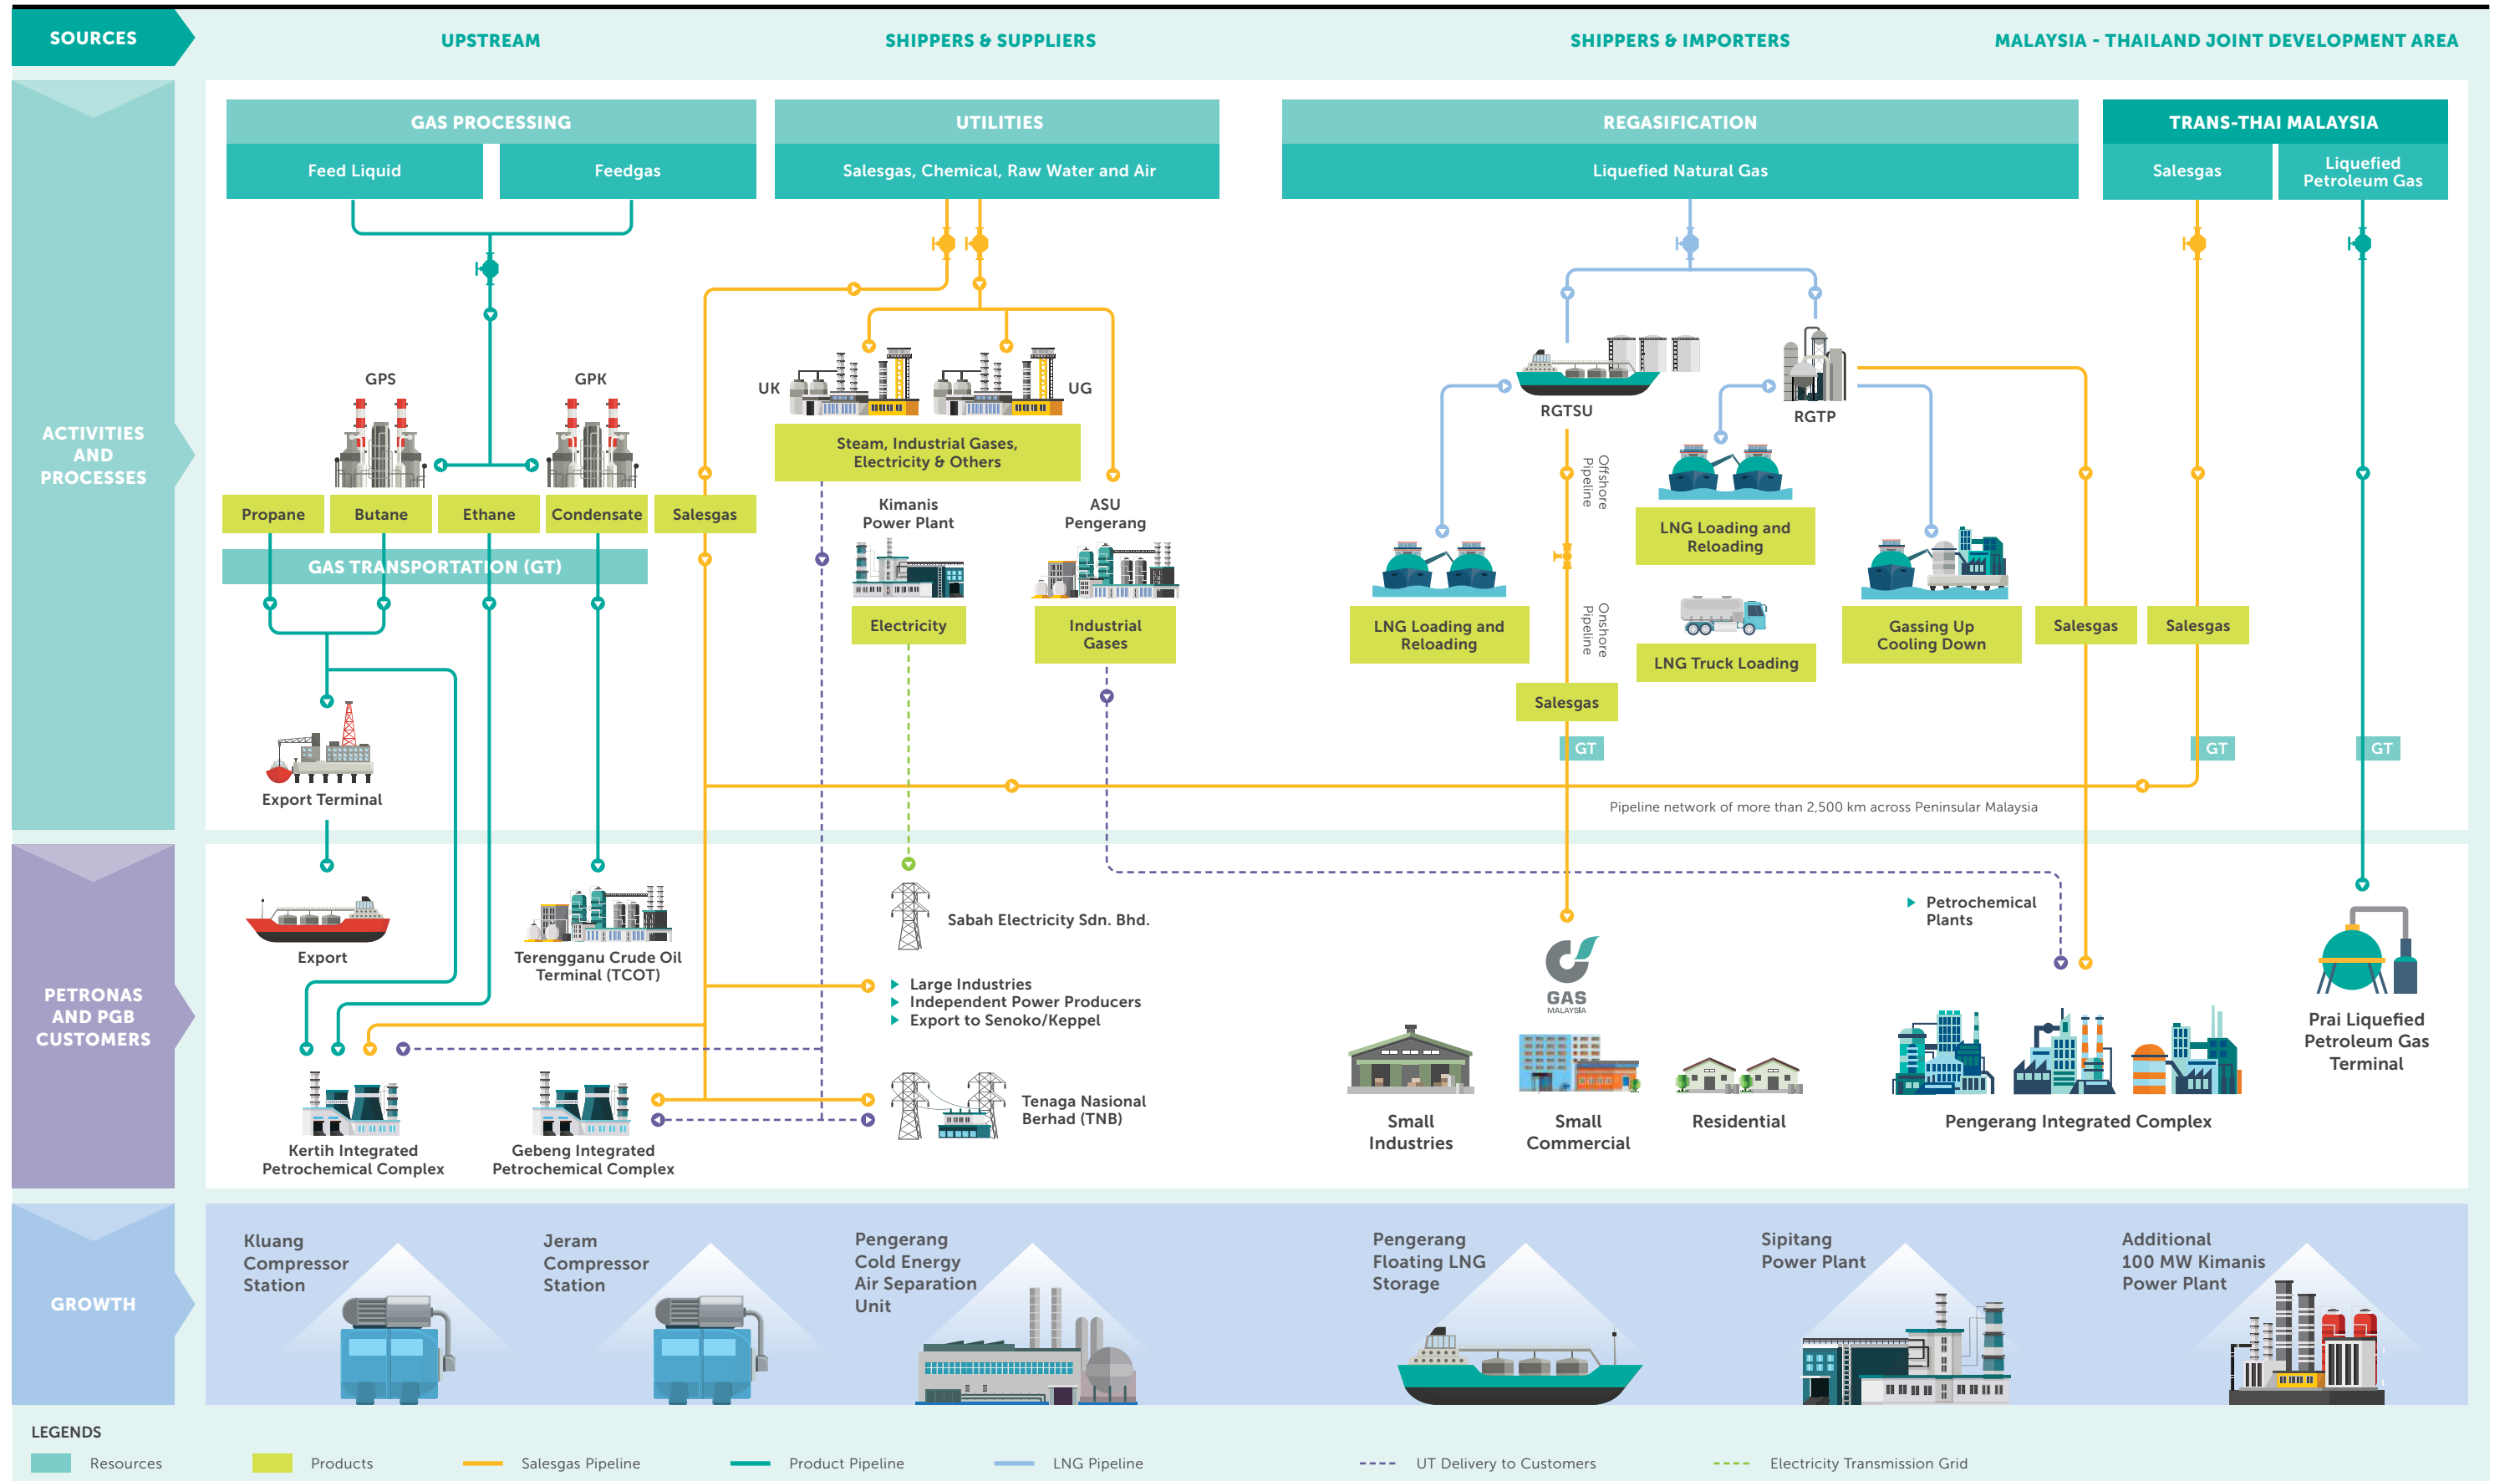 SOURCES
UPSTREAM
SHIPPERS & SUPPLIERS
SHIPPERS & IMPORTERS
MALAYSIA - THAILAND JOINT DEVELOPMENT AREA
ACTIVITIES
AND
PROCESSES
GAS PROCESSING
Feed Liquid
Feedgas
UTILITIES
Salesgas, Chemical, Raw Water and Air
REGASIFICATION
Liquefied Natural Gas
TRANS-THAI MALAYSIA
Salesgas
Liquefied
Petroleum Gas
GPS
GPK
Propane
Butane
Ethane
Condensate
Salesgas
GAS TRANSPORTATION (GT)
Export Terminal
UK
UG
Steam, Industrial Gases,
Electricity & Others
Kimanis
Power Plant
Electricity
ASU
Pengerang
Industrial
Gases
RGTSU
RGTP
Offshore
Pipeline
Onshore
Pipeline
LNG Loading and
Reloading
LNG Loading and
Reloading
LNG Truck Loading
Gassing Up
Cooling Down
Salesgas
Salesgas
Salesgas
GT
GT
GT
Pipeline network of more than 2,500 km across Peninsular Malaysia
PETRONAS
AND PGB
CUSTOMERS
Export
Terengganu Crude Oil
Terminal (TCOT)
Kertih Integrated
Petrochemical Complex
Gebeng Integrated
Petrochemical Complex
Sabah Electricity Sdn. Bhd.
Large Industries
Independent Power Producers
Export to Senoko/Keppel
Tenaga Nasional
Berhad (TNB)
GAS
MALAYSIA
Small
Industries
Small
Commercial
Residential
Petrochemical
Plants
Pengerang Integrated Complex
Prai Liquefied
Petroleum Gas
Terminal
GROWTH
Kluang
Compressor
Station
Jeram
Compressor
Station
Pengerang
Cold Energy
Air Separation
Unit
Pengerang
Floating LNG
Storage
Sipitang
Power Plant
Additional
100 MW Kimanis
Power Plant
LEGENDS
Resources
Products
Salesgas Pipeline
Product Pipeline
LNG Pipeline
UT Delivery to Customers
Electricity Transmission Grid